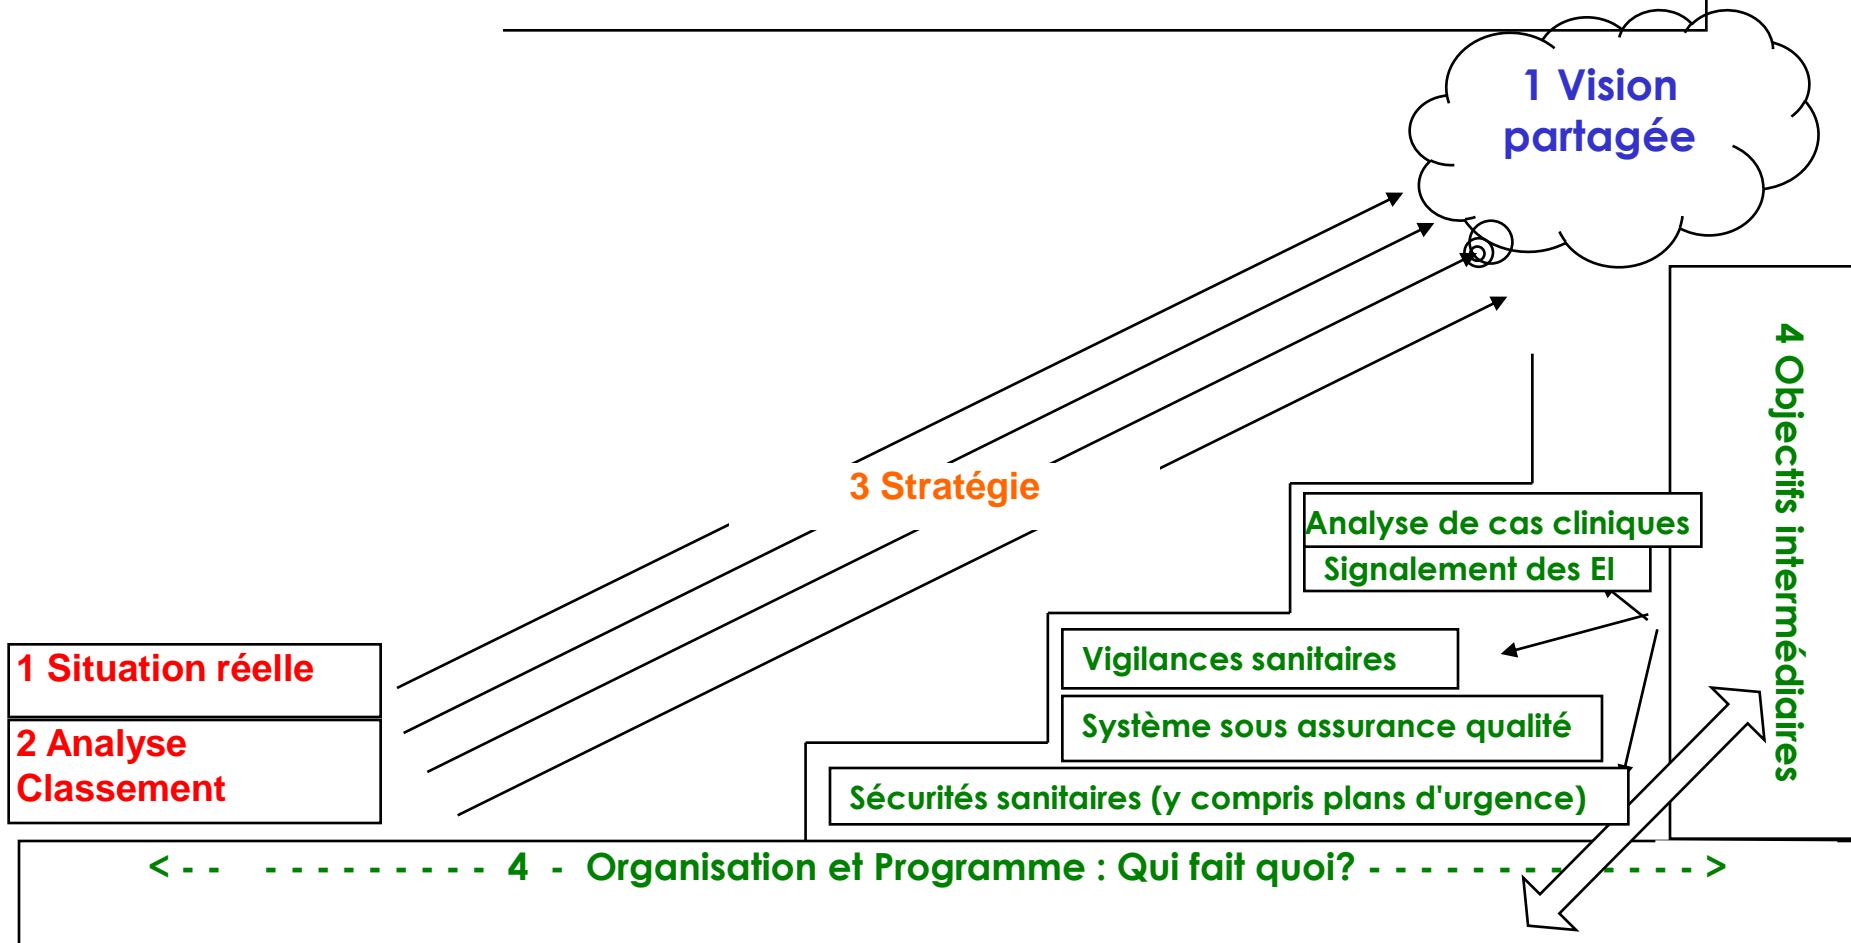 1 Vision
partagée
4 Objectifs intermédiaires
3 Stratégie
Analyse de cas cliniques
Signalement des EI
1 Situation réelle
Vigilances sanitaires
2 Analyse
Classement
Système sous assurance qualité
Sécurités sanitaires (y compris plans d'urgence)
< - - - - - - - - - - - 4 - Organisation et Programme : Qui fait quoi? - - - - - - - - - - - - - >